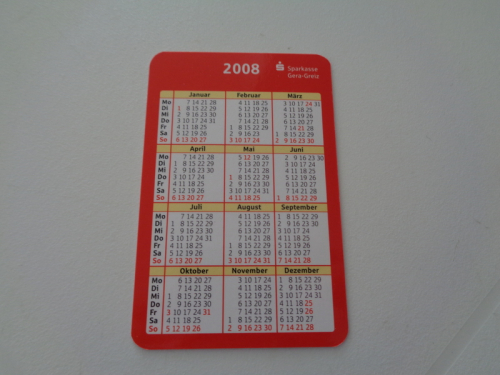 2008
Sparkasse
Gera-Greiz
Januar Februar März
Mo 7 14 21 28 4 11 18 25 3 10 17 24 31
Di 1 8 15 22 29 5 12 19 26 4 11 18 25
Mi 2 9 16 23 30 6 13 20 27 5 12 19 26
Do 3 10 17 24 31 7 14 21 28 6 13 20 27
Fr 4 11 18 25 1 8 15 22 29 7 14 21 28
Sa 5 12 19 26 2 9 16 23 1 8 15 22 29
So 6 13 20 27 3 10 17 24 2 9 16 23 30
April Mai Juni
Mo 7 14 21 28 5 12 19 26 2 9 16 23 30
Di 1 8 15 22 29 6 13 20 27 3 10 17 24
Mi 2 9 16 23 30 7 14 21 28 4 11 18 25
Do 3 10 17 24 1 8 15 22 29 5 12 19 26
Fr 4 11 18 25 2 9 16 23 30 6 13 20 27
Sa 5 12 19 26 3 10 17 24 31 7 14 21 28
So 6 13 20 27 4 11 18 25 1 8 15 22 29
Juli August September
Mo 7 14 21 28 4 11 18 25 1 8 15 22 29
Di 1 8 15 22 29 5 12 19 26 2 9 16 23 30
Mi 2 9 16 23 30 6 13 20 27 3 10 17 24
Do 3 10 17 24 31 7 14 21 28 4 11 18 25
Fr 4 11 18 25 1 8 15 22 29 5 12 19 26
Sa 5 12 19 26 2 9 16 23 30 6 13 20 27
So 6 13 20 27 3 10 17 24 31 7 14 21 28
Oktober November Dezember
Mo 6 13 20 27 3 10 17 24 1 8 15 22 29
Di 7 14 21 28 4 11 18 25 2 9 16 23 30
Mi 1 8 15 22 29 5 12 19 26 3 10 17 24 31
Do 2 9 16 23 30 6 13 20 27 4 11 18 25
Fr 3 10 17 24 31 7 14 21 28 5 12 19 26
Sa 4 11 18 25 1 8 15 22 29 6 13 20 27
So 5 12 19 26 2 9 16 23 30 7 14 21 28